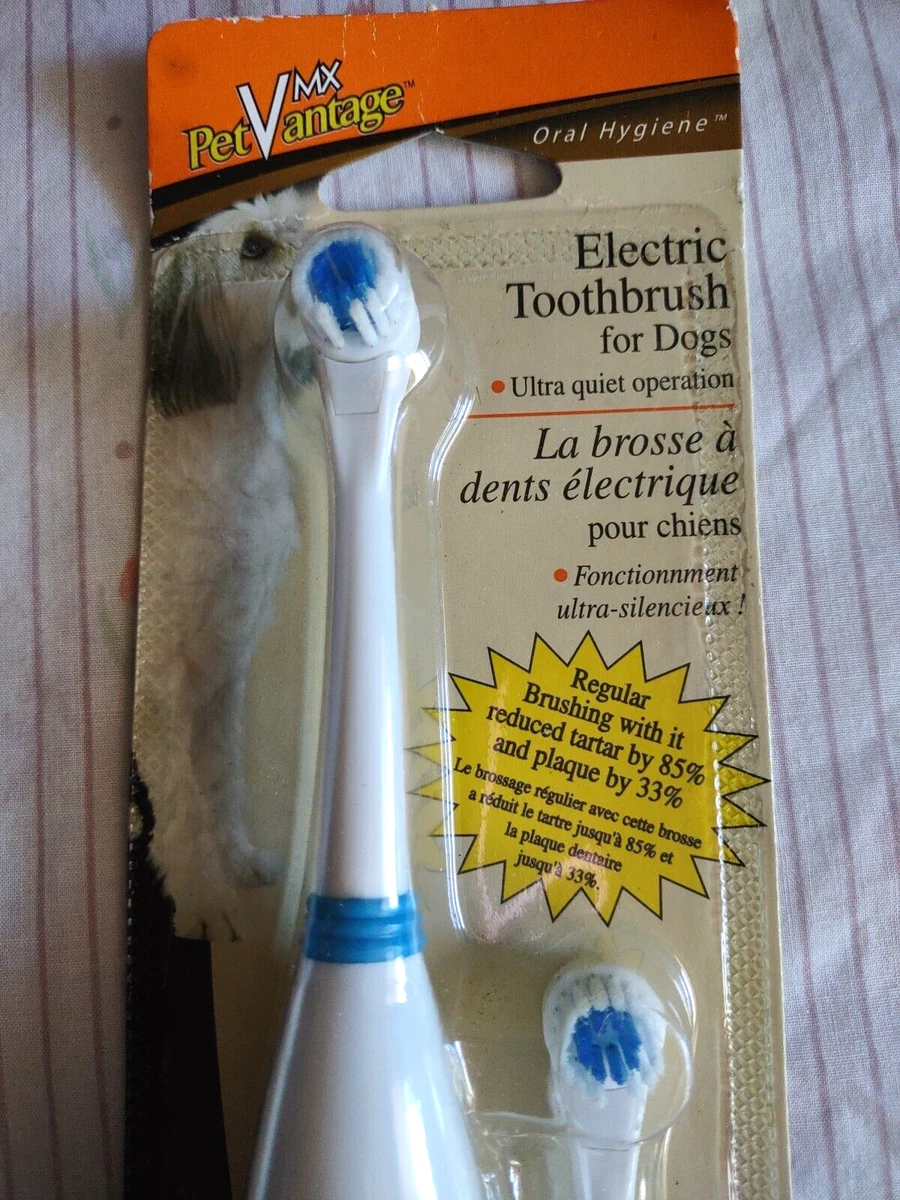 PetVantage™
MX
Oral Hygiene™
Electric
Toothbrush
for Dogs
• Ultra quiet operation
La brosse à
dents électrique
pour chiens
• Fonctionnment
ultra-silencieux !
Regular
Brushing with it
reduced tartar by 85%
and plaque by 33%
Le brossage régulier avec cette brosse
a réduit le tartre jusqu'à 85% et
la plaque dentaire
jusqu'à 33%.